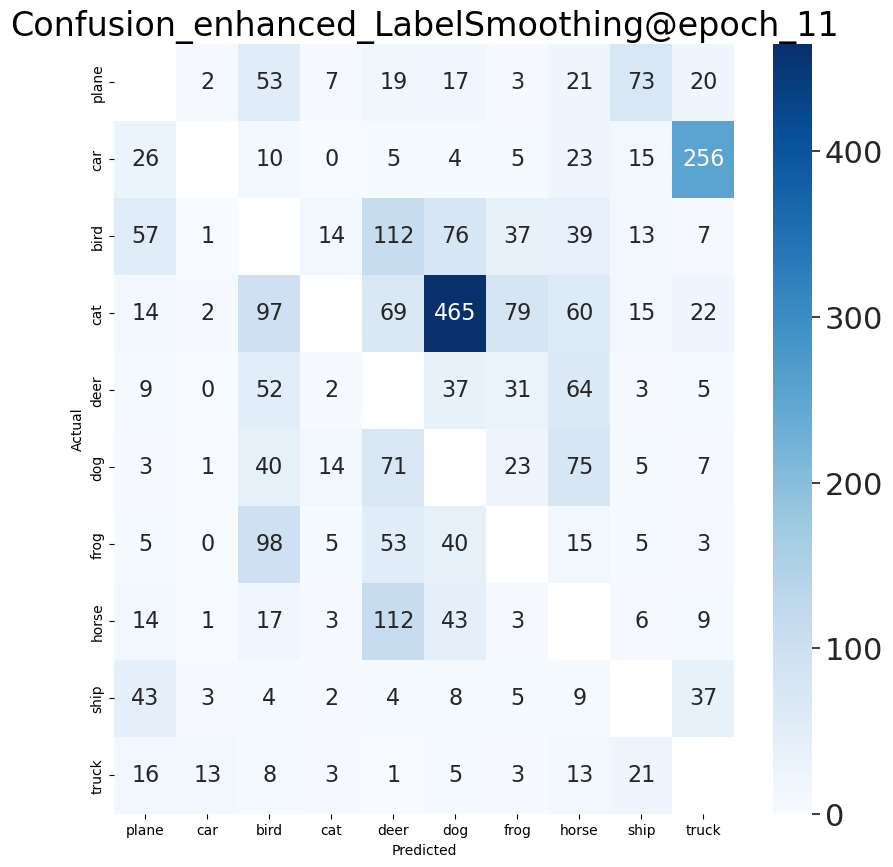 Confusion_enhanced_LabelSmoothing@epoch_11
plane 2 53 7 19 17 3 21 73 20
car 26 10 0 5 4 5 23 15 256
bird 57 1 14 112 76 37 39 13 7
cat 14 2 97 69 465 79 60 15 22
deer 9 0 52 2 37 31 64 3 5
dog 3 1 40 14 71 23 75 5 7
frog 5 0 98 5 53 40 15 5 3
horse 14 1 17 3 112 43 3 6 9
ship 43 3 4 2 4 8 5 9 37
truck 16 13 8 3 1 5 3 13 21
Actual
plane car bird cat deer dog frog horse ship truck
Predicted
400
300
200
100
0